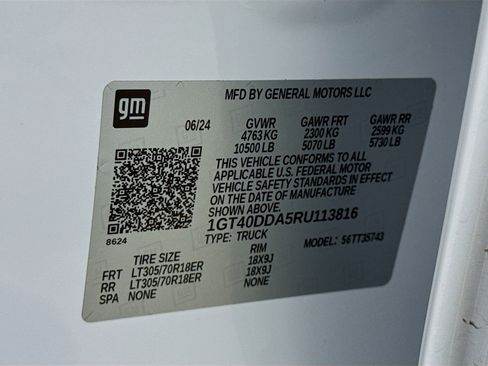 gm
MFD BY GENERAL MOTORS LLC
06/24 GVWR GAWR FRT GAWR RR
4763 KG 2300 KG 2599 KG
10500 LB 5070 LB 5730 LB
THIS VEHICLE CONFORMS TO ALL
APPLICABLE U.S. FEDERAL MOTOR
VEHICLE SAFETY STANDARDS IN EFFECT
ON THE DATE OF MANUFACTURE
SHOWN ABOVE.
1GT40DDA5RU113816
8624 TYPE: TRUCK MODEL: 56TT35743
TIRE SIZE RIM
FRT LT305/70R18ER 18X9J
RR LT305/70R18ER 18X9J
SPA NONE NONE